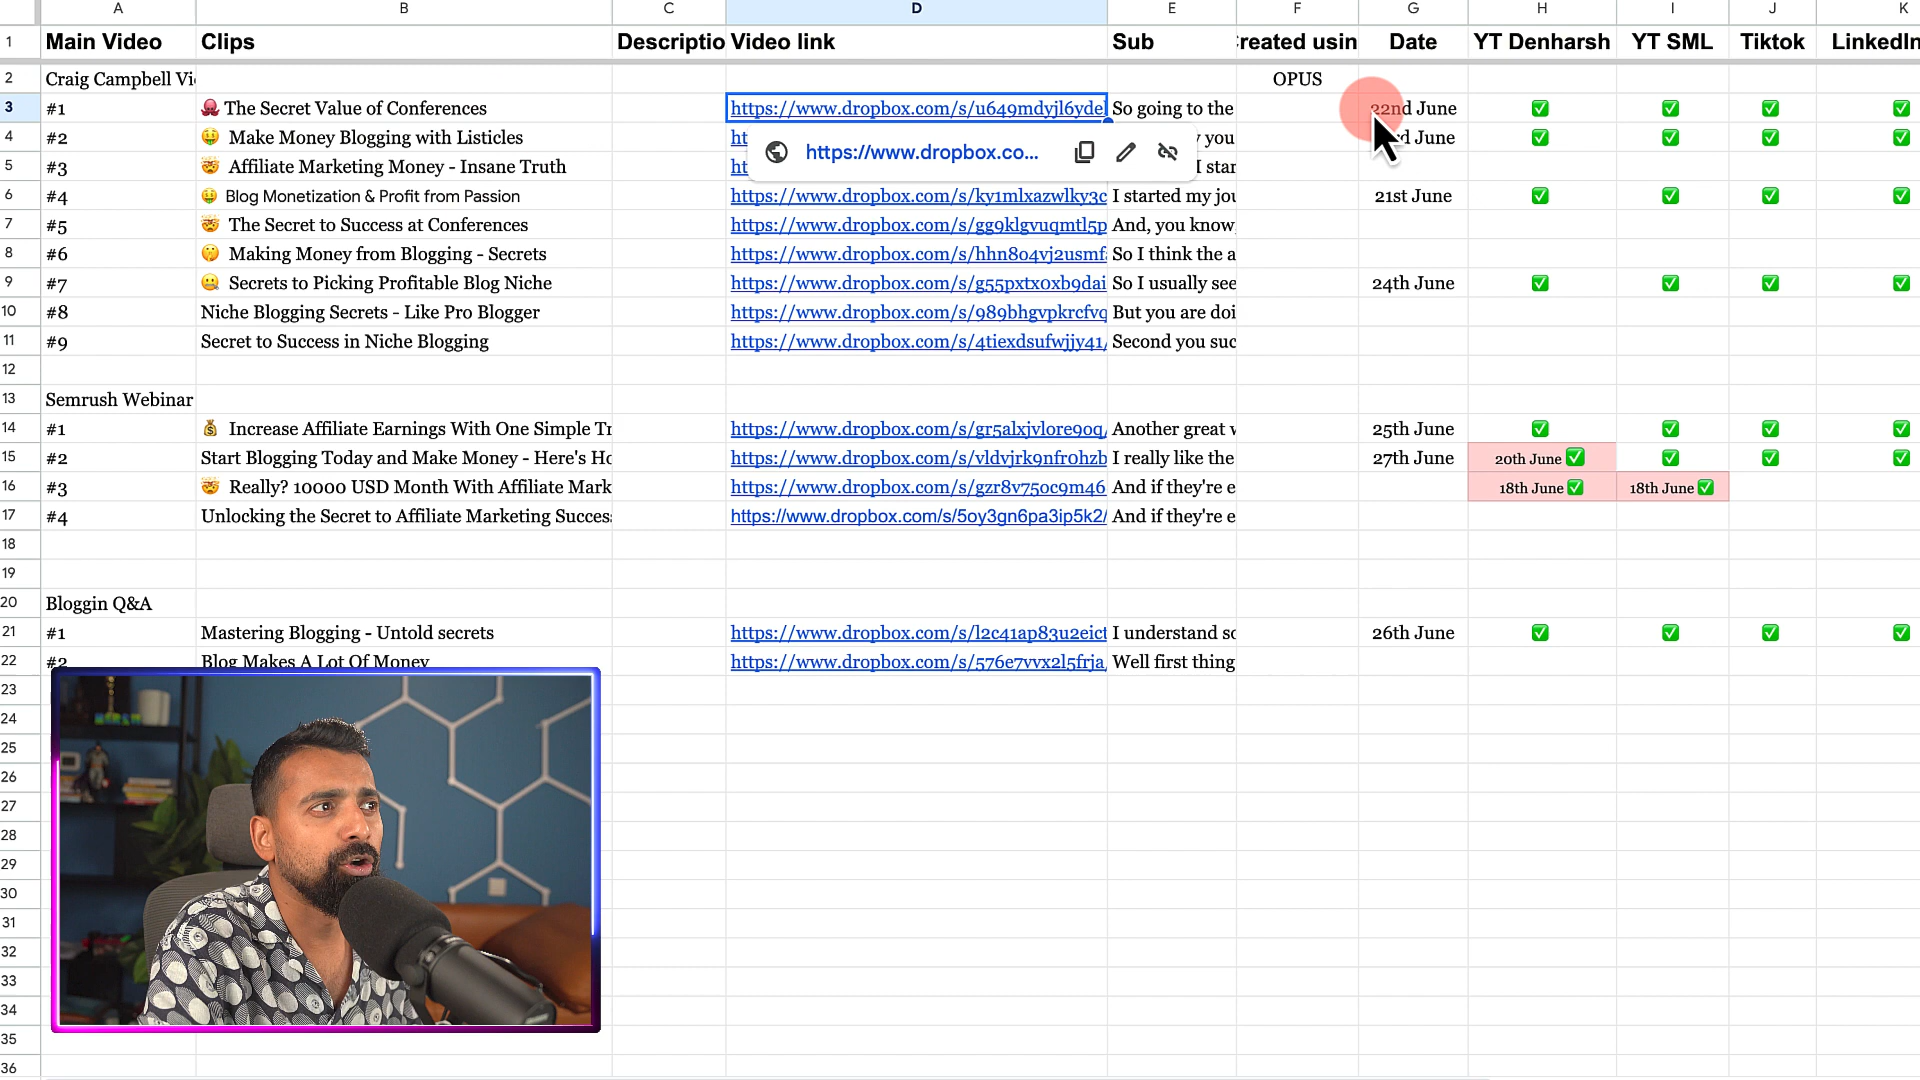 A B C D E F G H I J K
1 Main Video Clips Descriptio Video link Sub reated usin Date YT Denharsh YT SML Tiktok LinkedIn
2 Craig Campbell Vi OPUS
3 #1 🐙 The Secret Value of Conferences https://www.dropbox.com/s/u649mdyjl6yde So going to the 22nd June ✅ ✅ ✅ ✅
4 #2 🤑 Make Money Blogging with Listicles ht you June ✅ ✅ ✅ ✅
https://www.dropbox.co...
5 #3 🤯 Affiliate Marketing Money - Insane Truth ht I star
6 #4 🤑 Blog Monetization & Profit from Passion https://www.dropbox.com/s/ky1mlxazwlky3c I started my jou 21st June ✅ ✅ ✅ ✅
7 #5 🤯 The Secret to Success at Conferences https://www.dropbox.com/s/gg9klgvuqmtl5p And, you know,
8 #6 🤫 Making Money from Blogging - Secrets https://www.dropbox.com/s/hhn8o4vj2usmf So I think the a
9 #7 🤐 Secrets to Picking Profitable Blog Niche https://www.dropbox.com/s/g55pxtx0xb9dai So I usually see 24th June ✅ ✅ ✅ ✅
10 #8 Niche Blogging Secrets - Like Pro Blogger https://www.dropbox.com/s/989bhgvpkrcfvq But you are doi
11 #9 Secret to Success in Niche Blogging https://www.dropbox.com/s/4tiexdsufwjjy41/ Second you suc
12
13 Semrush Webinar
14 #1 💰 Increase Affiliate Earnings With One Simple Tr https://www.dropbox.com/s/gr5alxjvlore9oq/ Another great 25th June ✅ ✅ ✅ ✅
15 #2 Start Blogging Today and Make Money - Here's Ho https://www.dropbox.com/s/vldvjrk9nfr0hzb I really like the 27th June 20th June ✅ ✅ ✅ ✅
16 #3 🤯 Really? 10000 USD Month With Affiliate Mark https://www.dropbox.com/s/gzr8v75oc9m46 And if they're e 18th June ✅ 18th June ✅
17 #4 Unlocking the Secret to Affiliate Marketing Succes https://www.dropbox.com/s/5oy3gn6pa3ip5k2/ And if they're e
18
19
20 Bloggin Q&A
21 #1 Mastering Blogging - Untold secrets https://www.dropbox.com/s/l2c41ap83u2eict I understand so 26th June ✅ ✅ ✅ ✅
22 #2 Blog Makes A Lot Of Money https://www.dropbox.com/s/576e7vvx2l5frja/ Well first thing
23
24
25
26
27
28
29
30
31
32
33
34
35
36